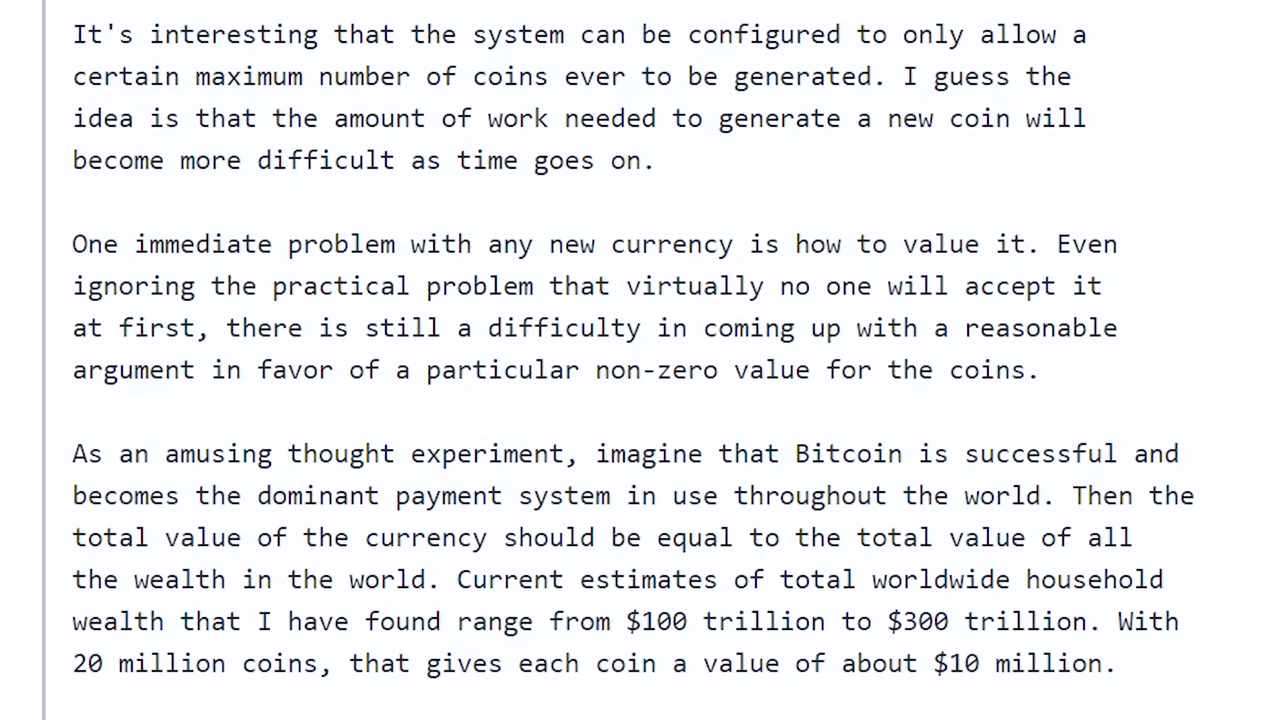 It's interesting that the system can be configured to only allow a
certain maximum number of coins ever to be generated. I guess the
idea is that the amount of work needed to generate a new coin will
become more difficult as time goes on.
One immediate problem with any new currency is how to value it. Even
ignoring the practical problem that virtually no one will accept it
at first, there is still a difficulty in coming up with a reasonable
argument in favor of a particular non-zero value for the coins.
As an amusing thought experiment, imagine that Bitcoin is successful and
becomes the dominant payment system in use throughout the world. Then the
total value of the currency should be equal to the total value of all
the wealth in the world. Current estimates of total worldwide household
wealth that I have found range from $100 trillion to $300 trillion. With
20 million coins, that gives each coin a value of about $10 million.